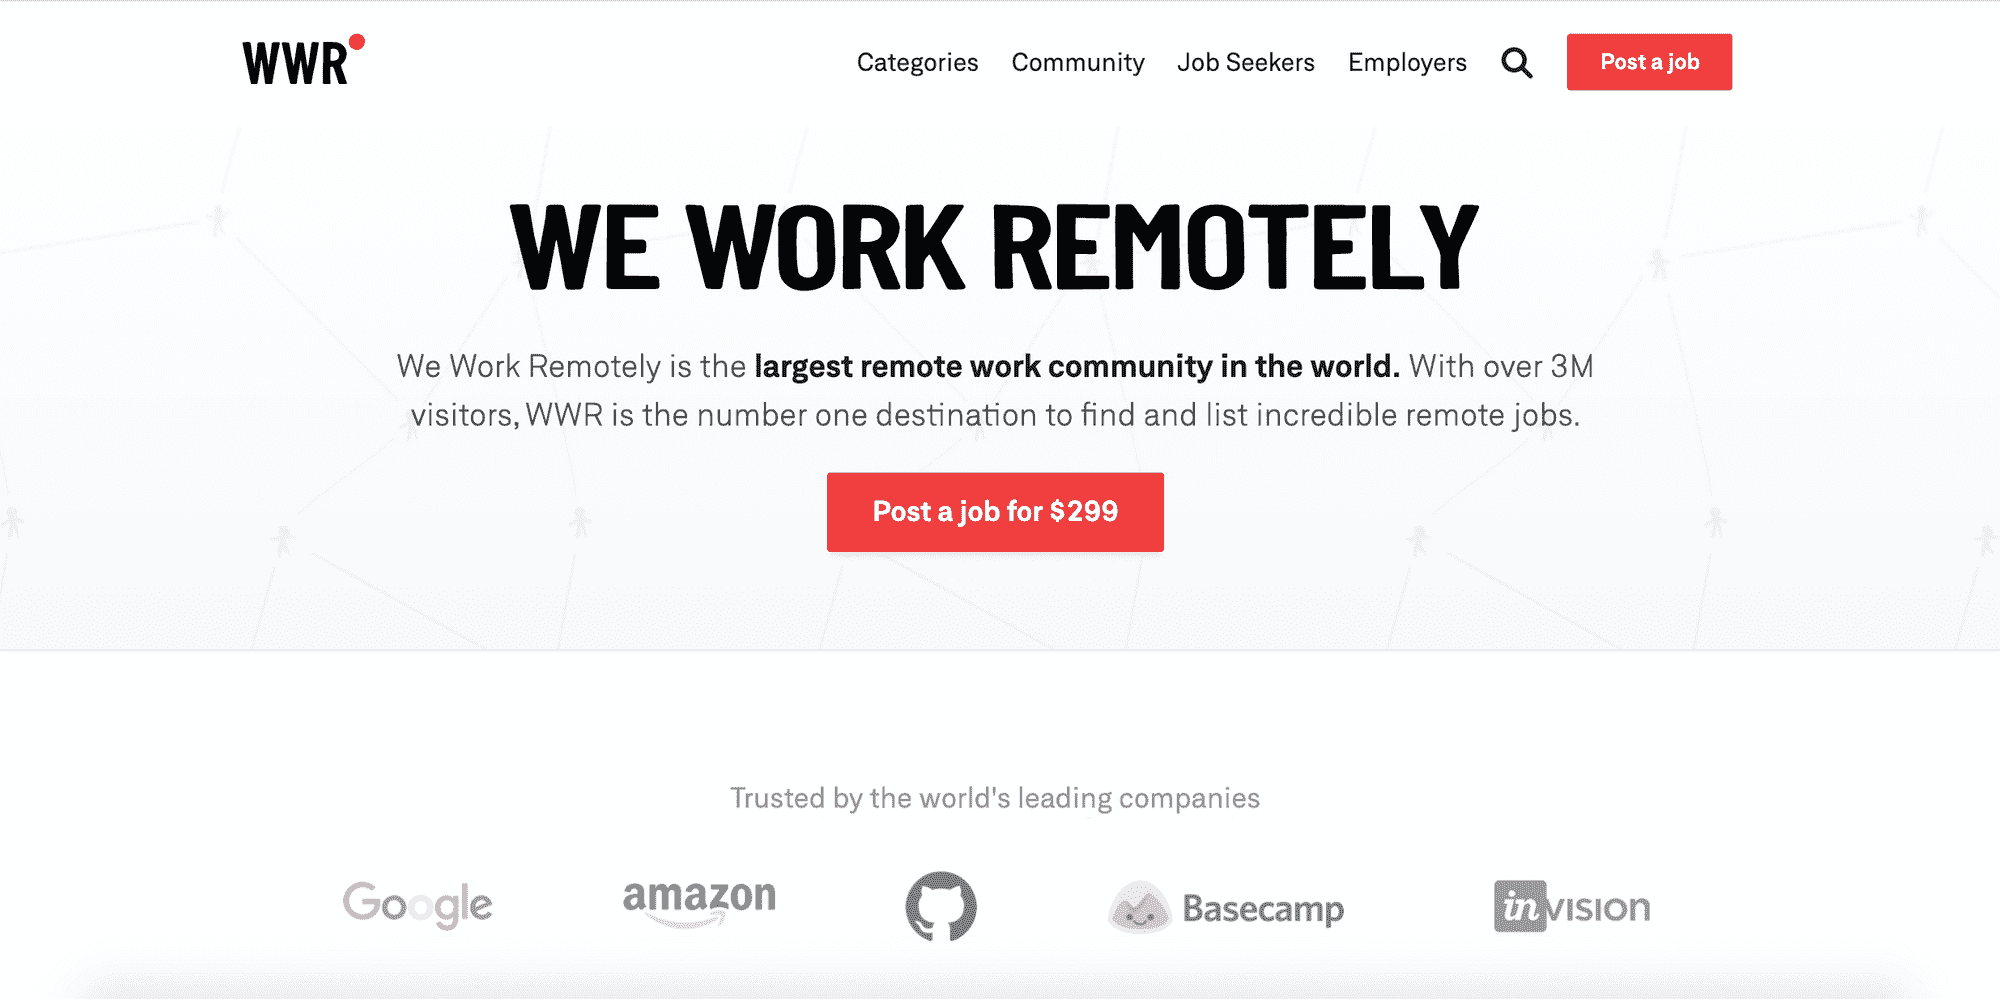 WWR
Categories Community Job Seekers Employers Post a job
WE WORK REMOTELY
We Work Remotely is the largest remote work community in the world. With over 3M
visitors, WWR is the number one destination to find and list incredible remote jobs.
Post a job for $299
Trusted by the world's leading companies
Google amazon Basecamp inVISION